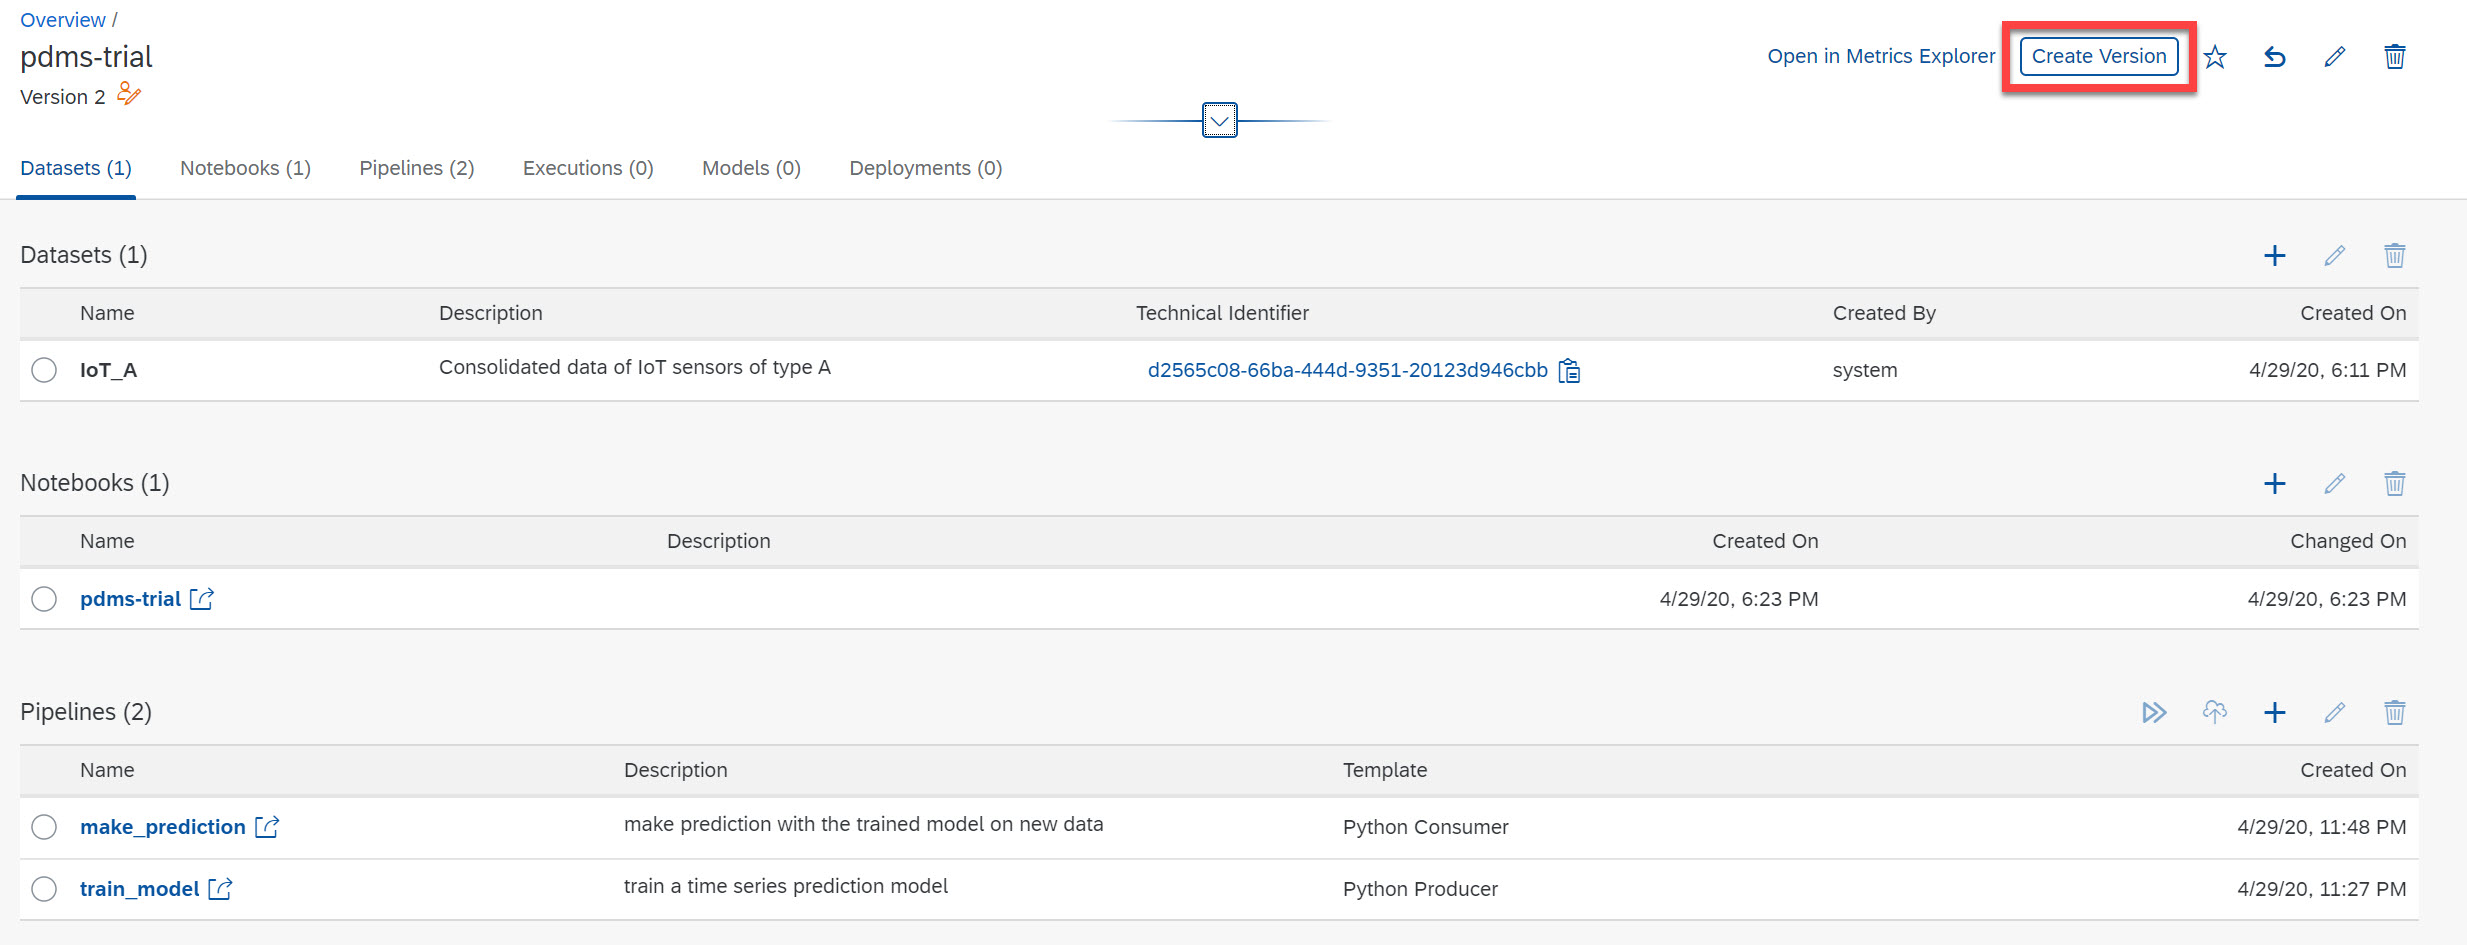 Overview /
pdms-trial
Open in Metrics Explorer Create Version
Version 2
Datasets (1) Notebooks (1) Pipelines (2) Executions (0) Models (0) Deployments (0)
Datasets (1)
Name Description Technical Identifier Created By Created On
IoT_A Consolidated data of IoT sensors of type A d2565c08-66ba-444d-9351-20123d946cbb system 4/29/20, 6:11 PM
Notebooks (1)
Name Description Created On Changed On
pdms-trial 4/29/20, 6:23 PM 4/29/20, 6:23 PM
Pipelines (2)
Name Description Template Created On
make_prediction make prediction with the trained model on new data Python Consumer 4/29/20, 11:48 PM
train_model train a time series prediction model Python Producer 4/29/20, 11:27 PM